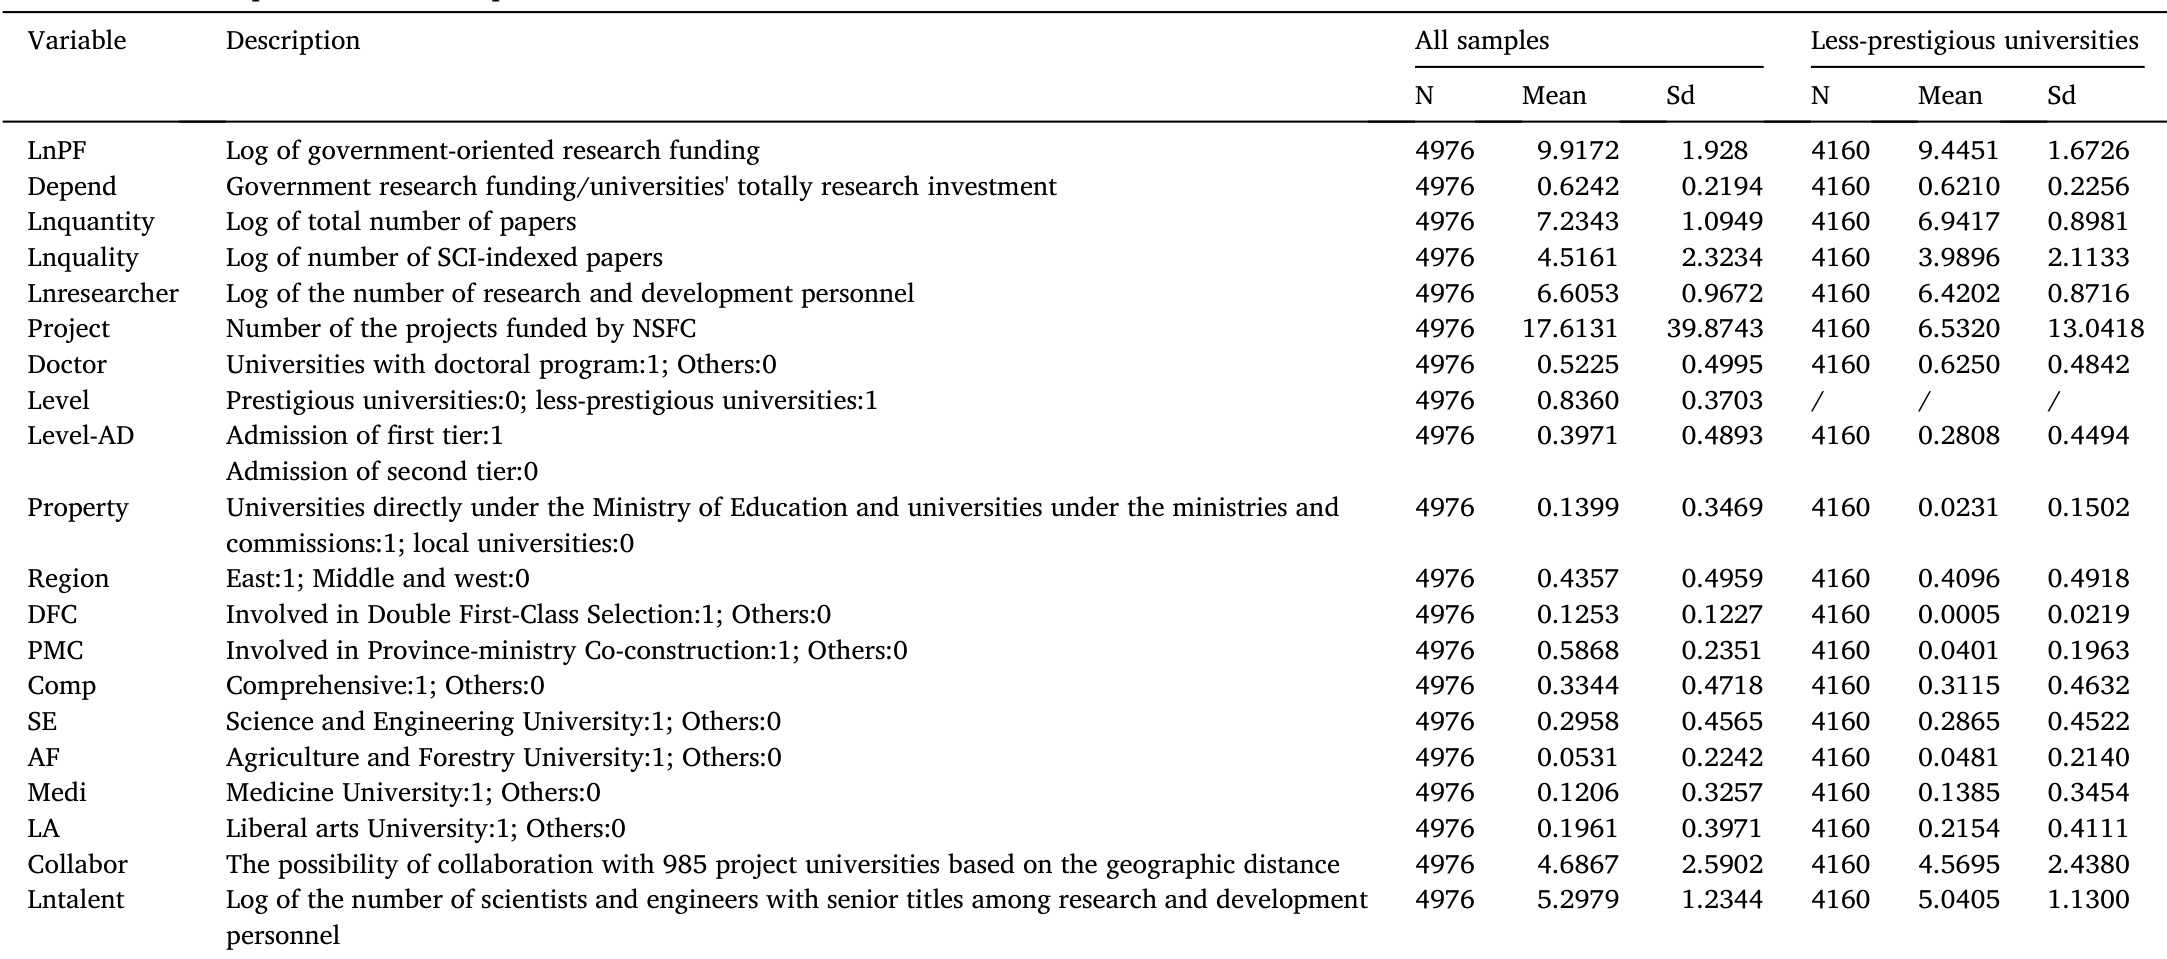 Variable Description All samples Less-prestigious universities
N Mean Sd N Mean Sd
LnPF Log of government-oriented research funding 4976 9.9172 1.928 4160 9.4451 1.6726
Depend Government research funding/universities' totally research investment 4976 0.6242 0.2194 4160 0.6210 0.2256
Lnquantity Log of total number of papers 4976 7.2343 1.0949 4160 6.9417 0.8981
Lnquality Log of number of SCI-indexed papers 4976 4.5161 2.3234 4160 3.9896 2.1133
Lnresearcher Log of the number of research and development personnel 4976 6.6053 0.9672 4160 6.4202 0.8716
Project Number of the projects funded by NSFC 4976 17.6131 39.8743 4160 6.5320 13.0418
Doctor Universities with doctoral program:1; Others:0 4976 0.5225 0.4995 4160 0.6250 0.4842
Level Prestigious universities:0; less-prestigious universities:1 4976 0.8360 0.3703 / / /
Level-AD Admission of first tier:1 4976 0.3971 0.4893 4160 0.2808 0.4494
Admission of second tier:0
Property Universities directly under the Ministry of Education and universities under the ministries and 4976 0.1399 0.3469 4160 0.0231 0.1502
commissions:1; local universities:0
Region East:1; Middle and west:0 4976 0.4357 0.4959 4160 0.4096 0.4918
DFC Involved in Double First-Class Selection:1; Others:0 4976 0.1253 0.1227 4160 0.0005 0.0219
PMC Involved in Province-ministry Co-construction:1; Others:0 4976 0.5868 0.2351 4160 0.0401 0.1963
Comp Comprehensive:1; Others:0 4976 0.3344 0.4718 4160 0.3115 0.4632
SE Science and Engineering University:1; Others:0 4976 0.2958 0.4565 4160 0.2865 0.4522
AF Agriculture and Forestry University:1; Others:0 4976 0.0531 0.2242 4160 0.0481 0.2140
Medi Medicine University:1; Others:0 4976 0.1206 0.3257 4160 0.1385 0.3454
LA Liberal arts University:1; Others:0 4976 0.1961 0.3971 4160 0.2154 0.4111
Collabor The possibility of collaboration with 985 project universities based on the geographic distance 4976 4.6867 2.5902 4160 4.5695 2.4380
Lntalent Log of the number of scientists and engineers with senior titles among research and development 4976 5.2979 1.2344 4160 5.0405 1.1300
personnel